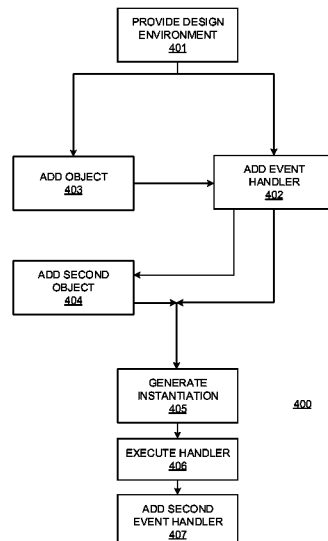 PROVIDE DESIGN
ENVIRONMENT
401
ADD OBJECT
403
ADD EVENT
HANDLER
402
ADD SECOND
OBJECT
404
GENERATE
INSTANTIATION
405
400
EXECUTE HANDLER
406
ADD SECOND
EVENT HANDLER
407